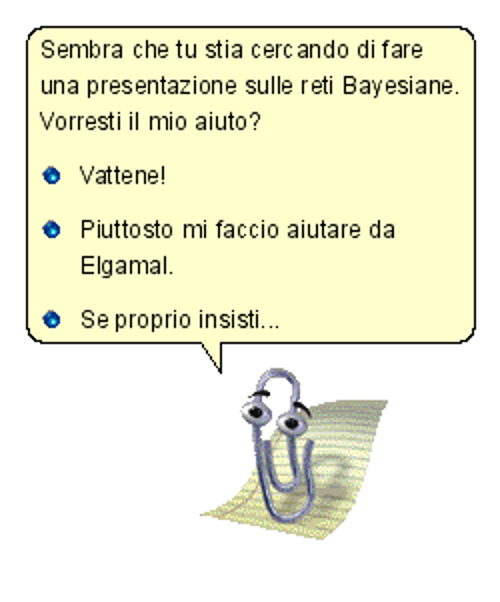 Sembra che tu stia cercando di fare
una presentazione sulle reti Bayesiane.
Vorresti il mio aiuto?
Vattene!
Piuttosto mi faccio aiutare da
Elgamal.
Se proprio insisti...